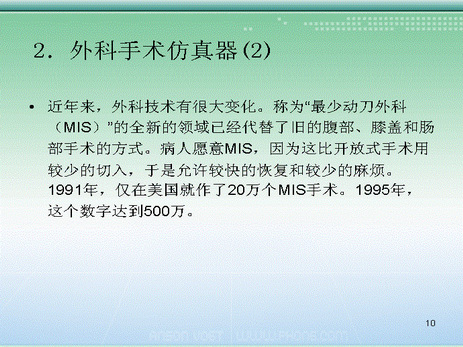 2. 外科手术仿真器(2)
• 近年来，外科技术有很大变化。称为“最少动刀外科
（MIS）”的全新的领域已经代替了旧的腹部、膝盖和肠
部手术的方式。病人愿意MIS，因为这比开放式手术用
较少的切入，于是允许较快的恢复和较少的麻烦。
1991年，仅在美国就作了20万个MIS手术。1995年，
这个数字达到500万。
10